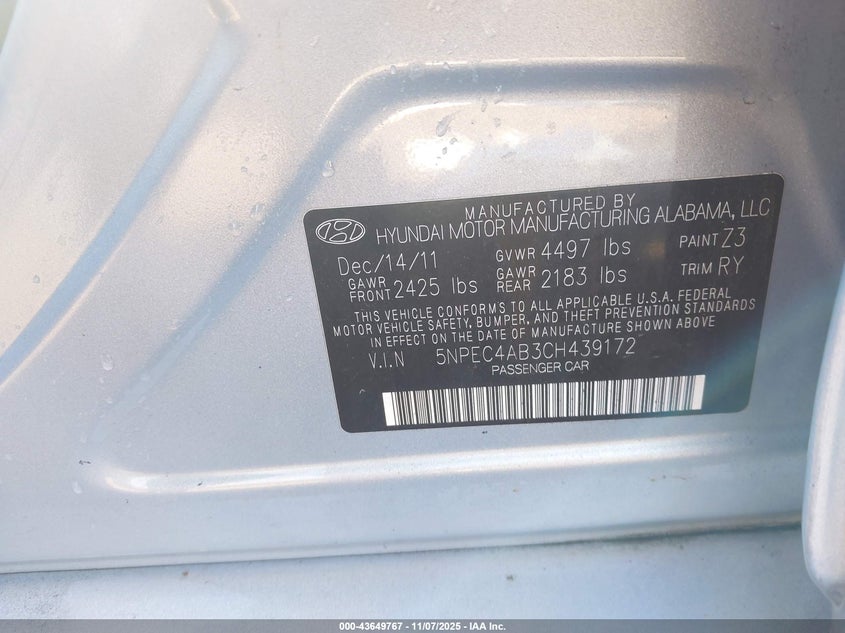 MANUFACTURED BY
HYUNDAI MOTOR MANUFACTURING ALABAMA, LLC
Dec/14/11 GVWR 4497 lbs PAINT Z3
GAWR FRONT 2425 lbs GAWR REAR 2183 lbs TRIM RY
THIS VEHICLE CONFORMS TO ALL APPLICABLE U.S.A. FEDERAL
MOTOR VEHICLE SAFETY, BUMPER, AND THEFT PREVENTION STANDARDS
IN EFFECT ON THE DATE OF MANUFACTURE SHOWN ABOVE
V.I.N 5NPEC4AB3CH439172
PASSENGER CAR
000-43649767 - 11/07/2025 - IAA Inc.